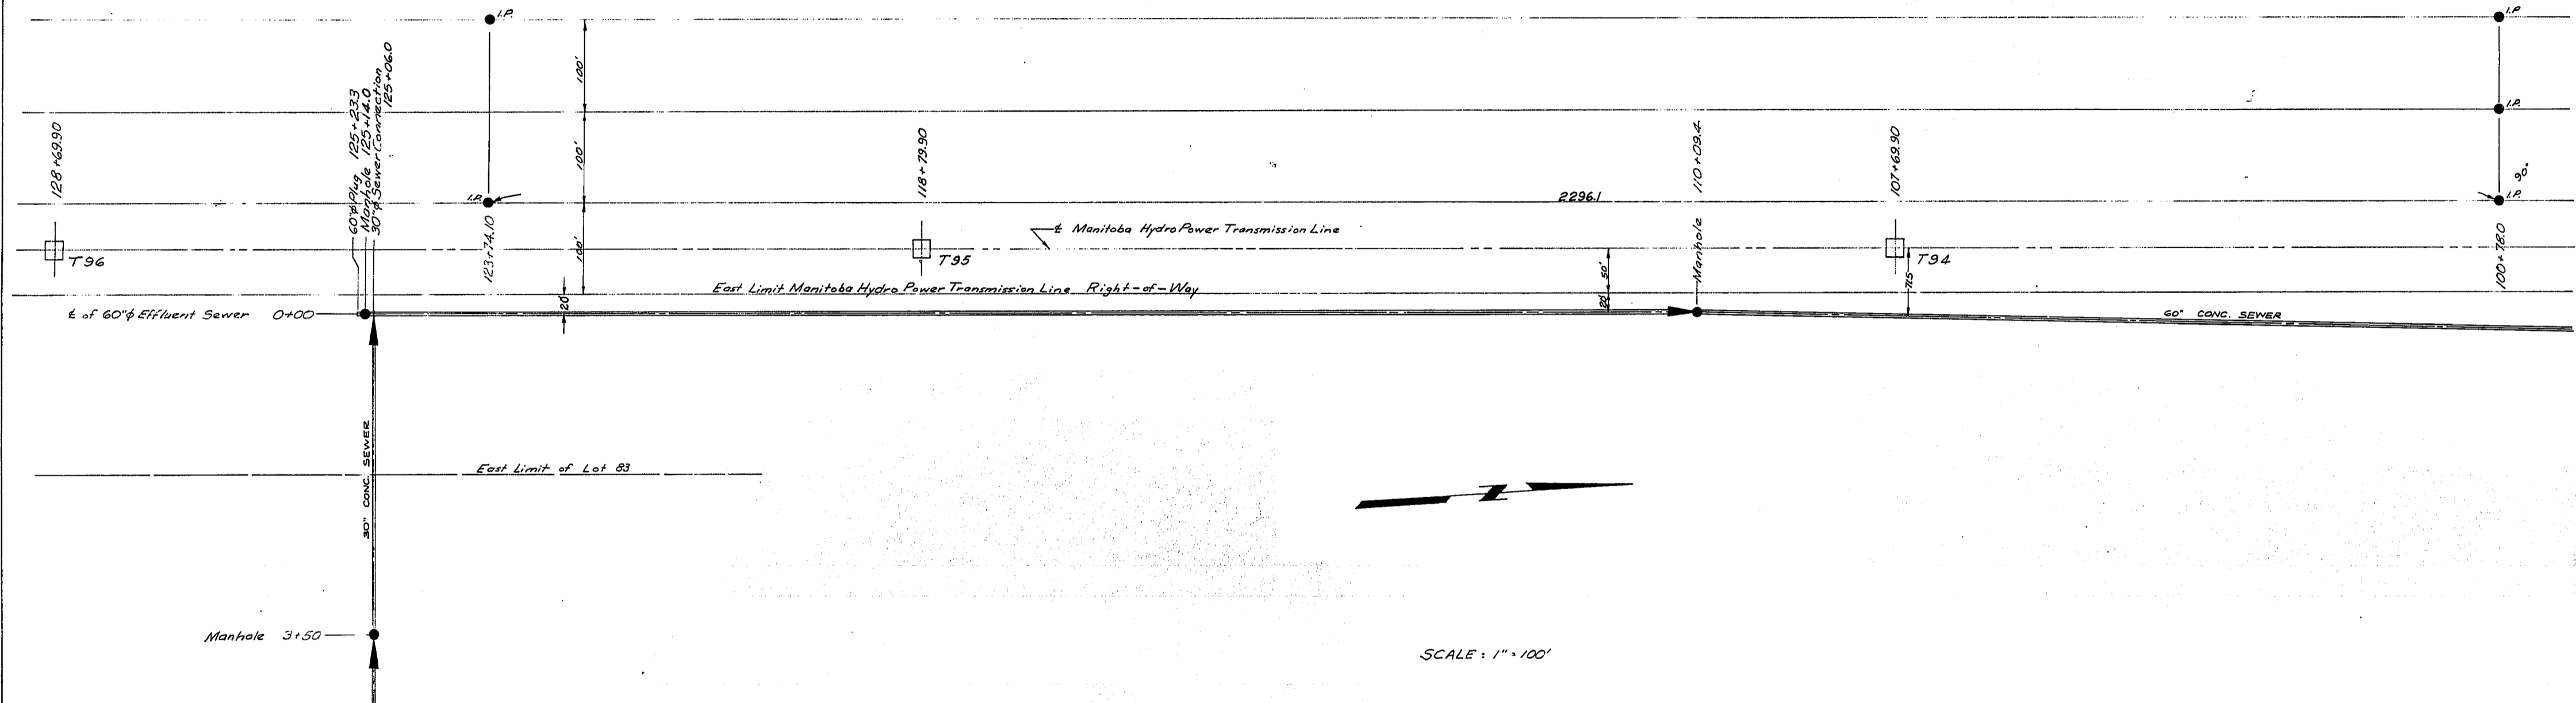 I.P.
I.P.
100'
60"ϕ Plug 125+23.3
Manhole 125+14.0
30"ϕ Sewer Connection
125+06.0
I.P.
128+69.90
100'
118+79.90
110+09.4
107+69.90
90°
I.P.
2296.1
I.P.
123+74.10
100'
℄ Manitoba Hydro Power Transmission Line
Manhole
100+78.0
T96
T95
50'
T94
71.5
East Limit Manitoba Hydro Power Transmission Line Right-of-Way
20'
20'
℄ of 60"ϕ Effluent Sewer 0+00
60" CONC. SEWER
30" CONC. SEWER
East Limit of Lot 83
N
Manhole 3+50
SCALE: 1"=100'